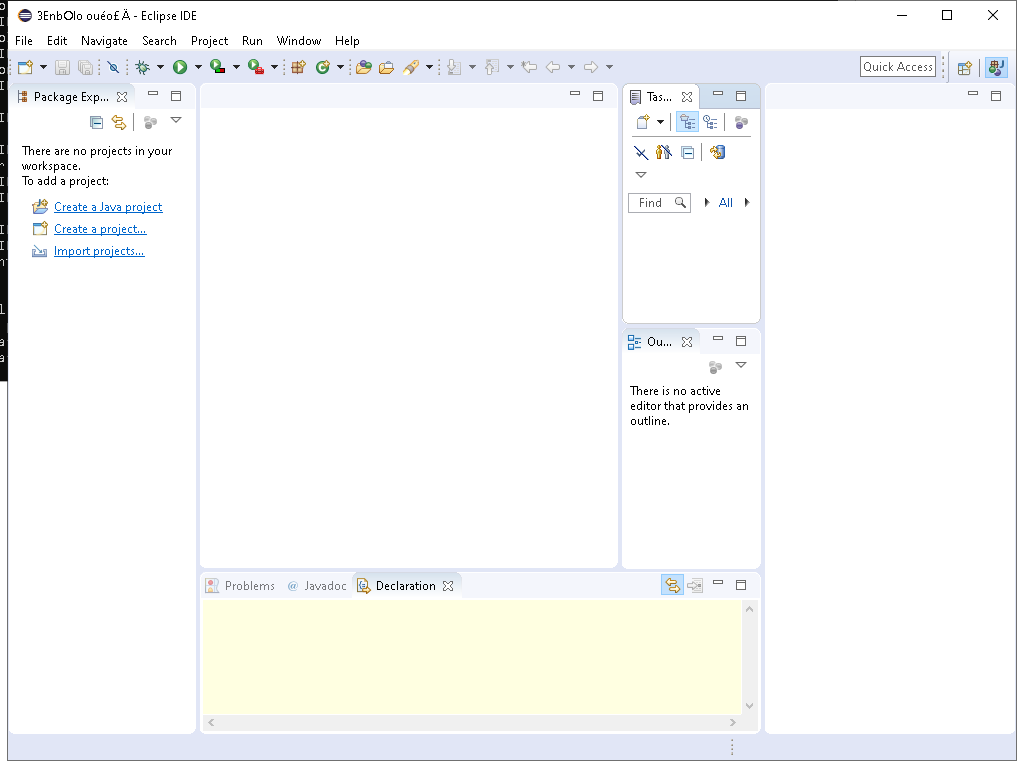 3EnbOlo ouéo£Ä - Eclipse IDE
File Edit Navigate Search Project Run Window Help
Quick Access
Package Exp...
There are no projects in your
workspace.
To add a project:
Create a Java project
Create a project...
Import projects...
Tas...
Find
All
Ou...
There is no active
editor that provides an
outline.
Problems @ Javadoc Declaration